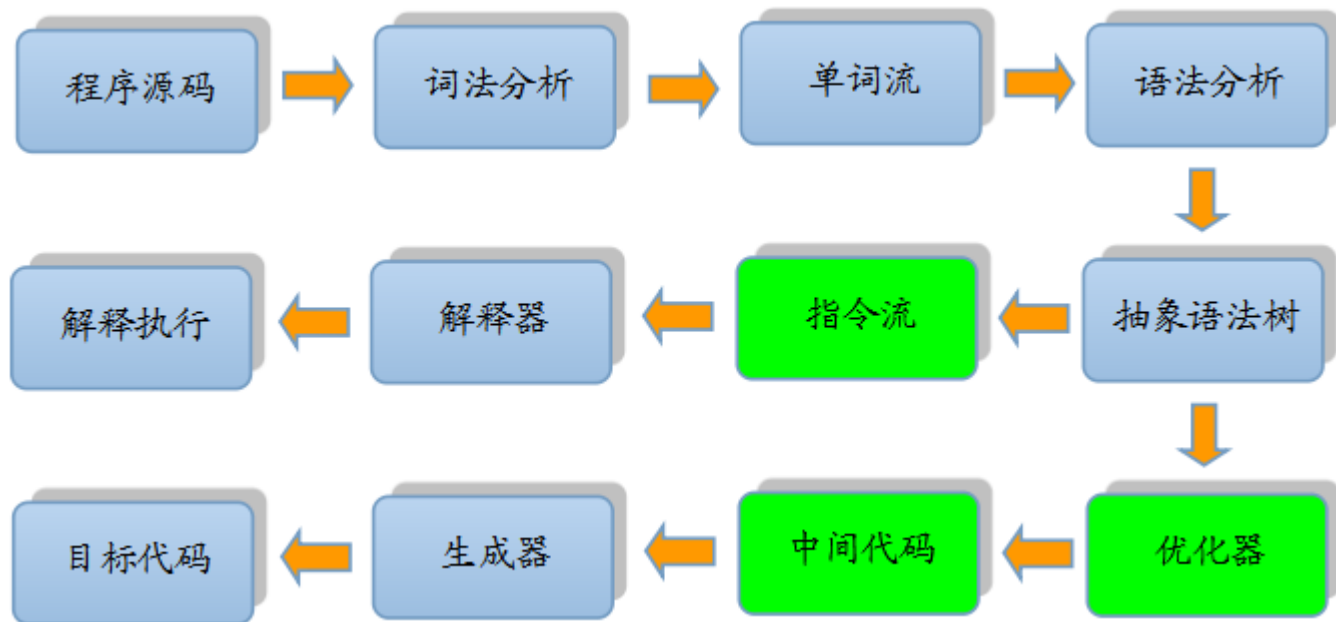 程序源码
词法分析
单词流
语法分析
解释执行
解释器
指令流
抽象语法树
目标代码
生成器
中间代码
优化器